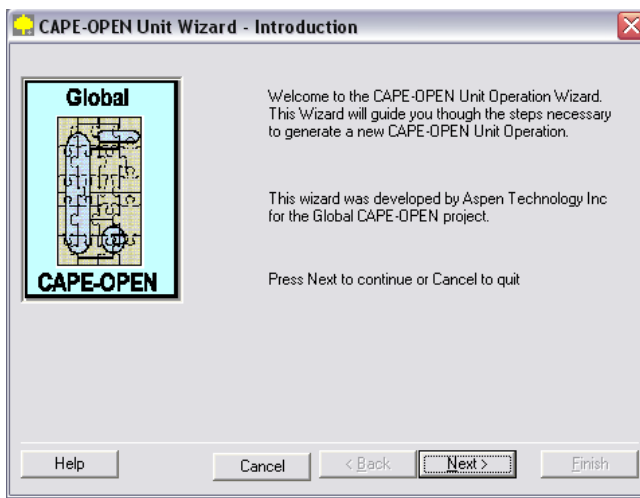 CAPE-OPEN Unit Wizard - Introduction
Global
CAPE-OPEN
Welcome to the CAPE-OPEN Unit Operation Wizard.
This Wizard will guide you though the steps necessary
to generate a new CAPE-OPEN Unit Operation.
This wizard was developed by Aspen Technology Inc
for the Global CAPE-OPEN project.
Press Next to continue or Cancel to quit
Help Cancel < Back Next > Finish